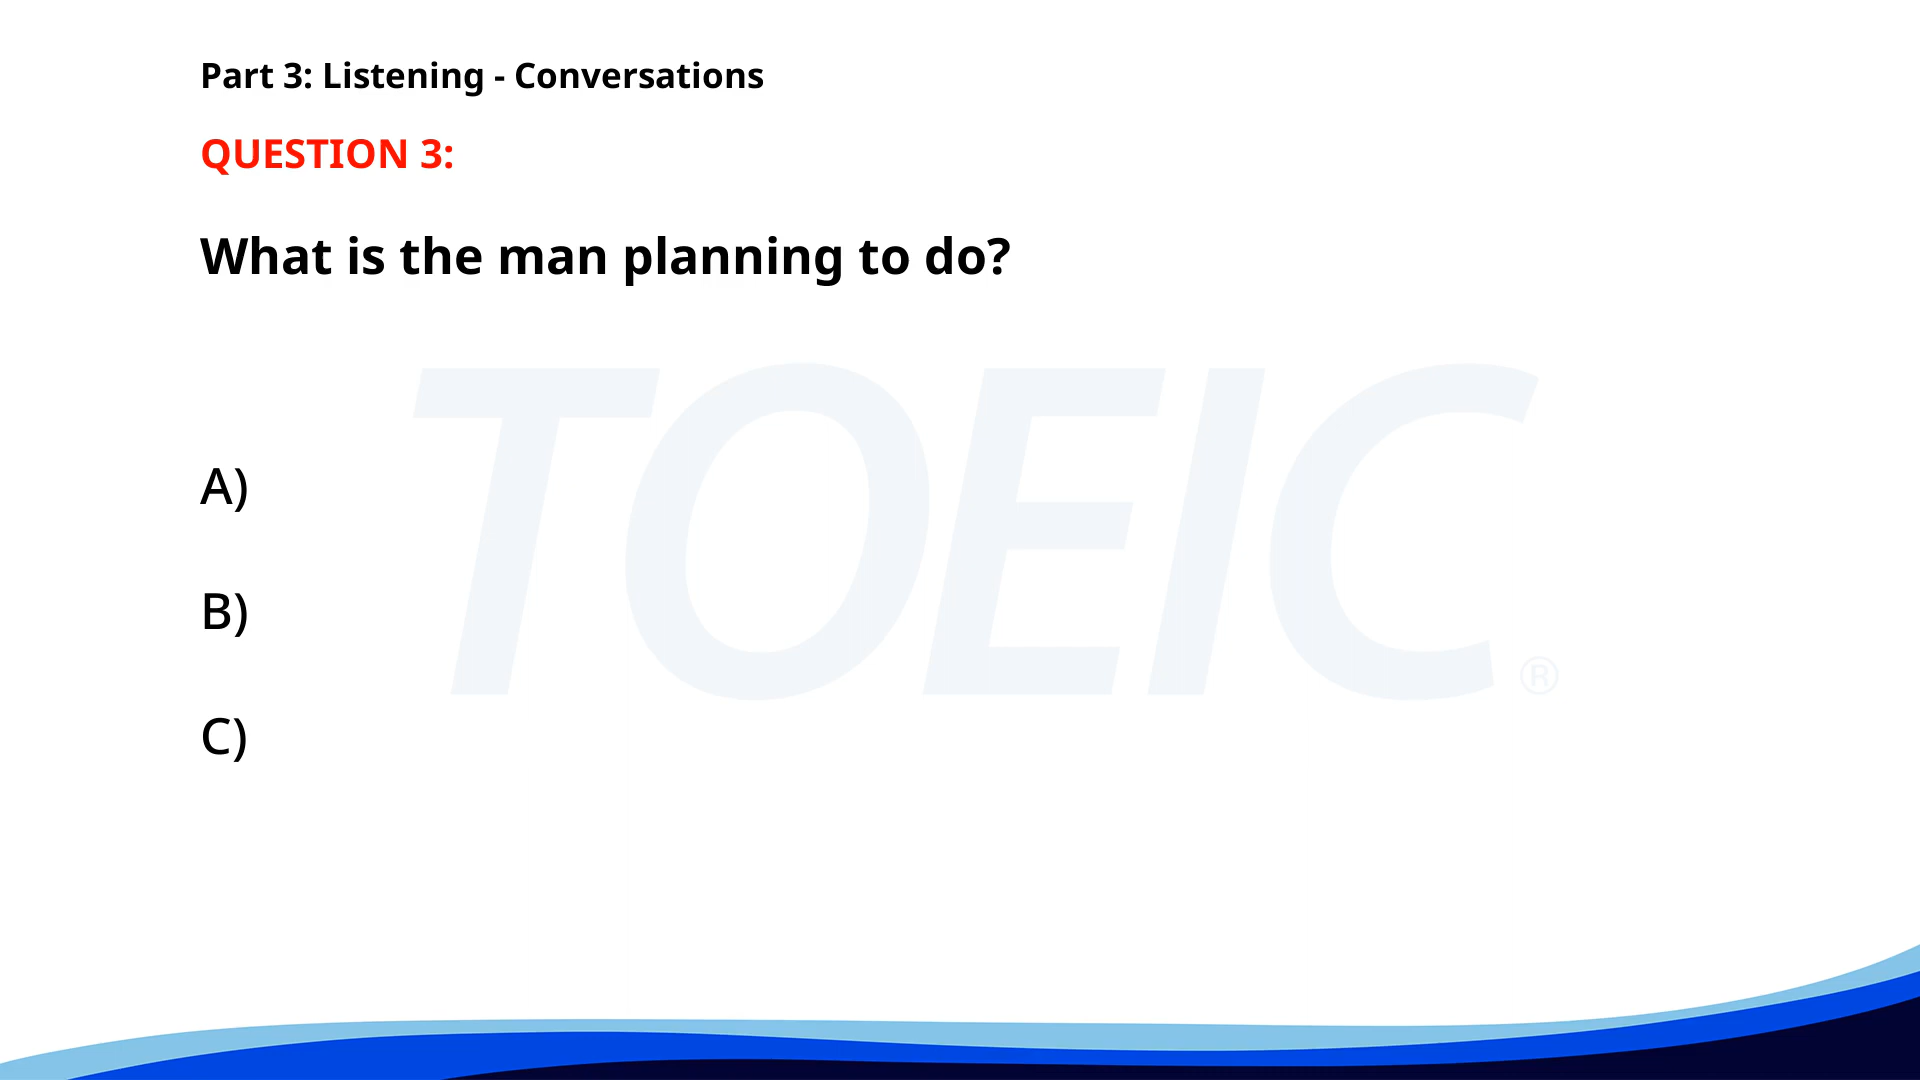 Part 3: Listening - Conversations
QUESTION 3:
What is the man planning to do?
TOEIC®
A)
B)
C)